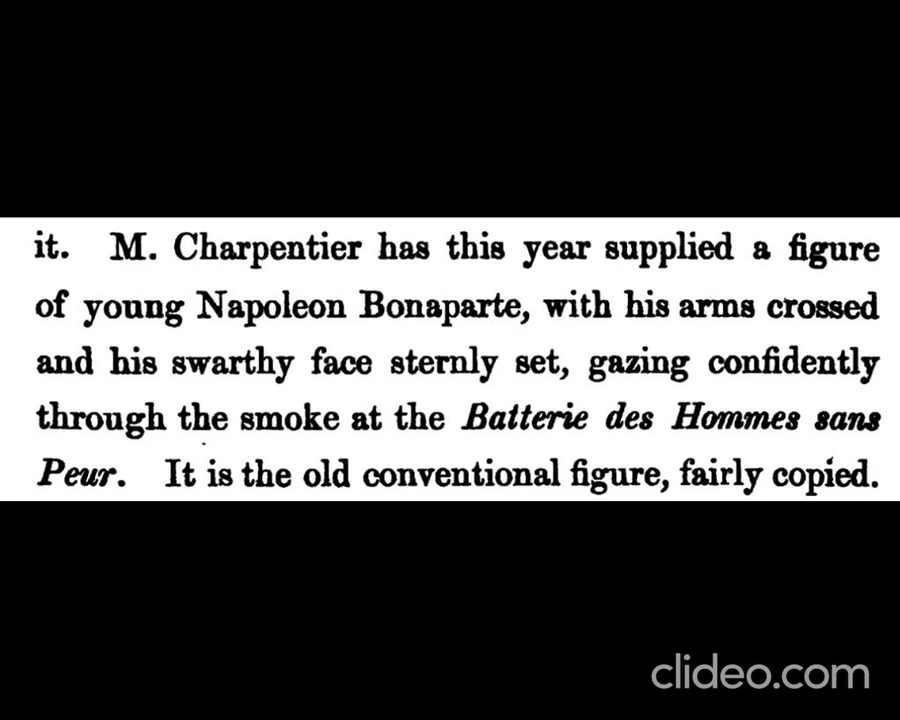 it. M. Charpentier has this year supplied a figure
of young Napoleon Bonaparte, with his arms crossed
and his swarthy face sternly set, gazing confidently
through the smoke at the Batterie des Hommes sans
Peur. It is the old conventional figure, fairly copied.
clideo.com